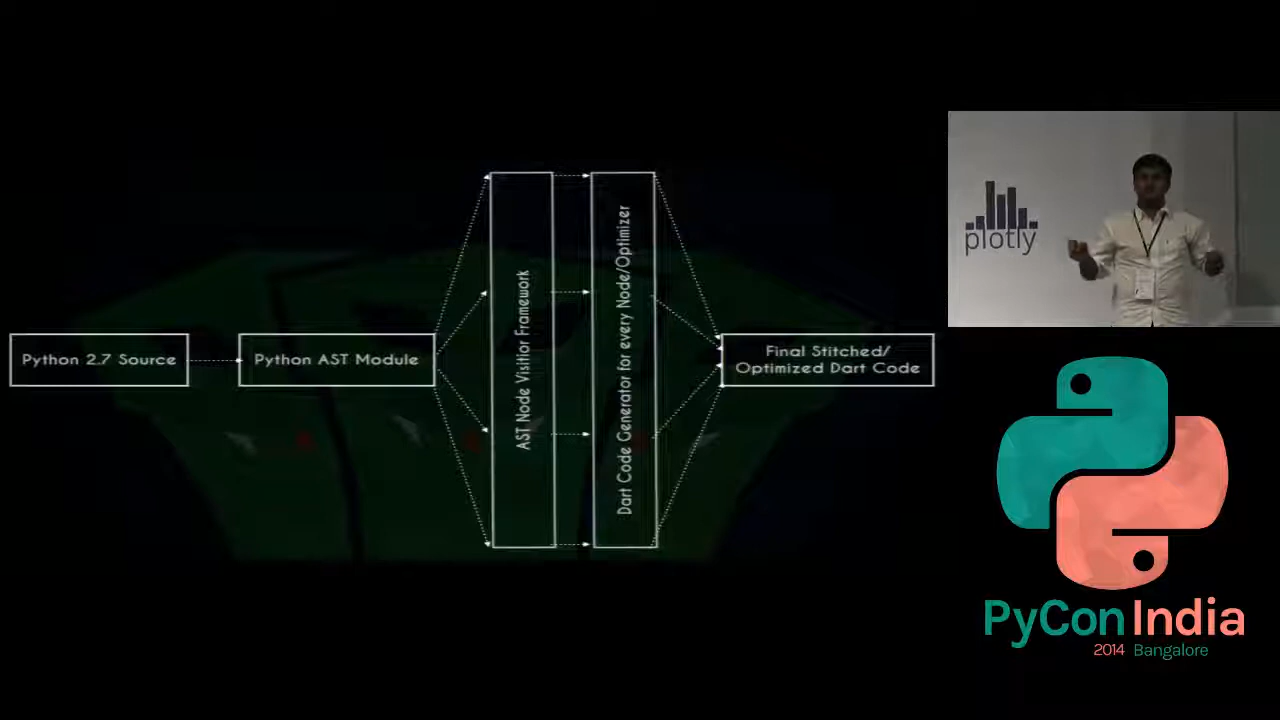 Python 2.7 Source
Python AST Module
AST Node Visitior Framework
Dart Code Generator for every Node/Optimizer
Final Stitched/
Optimized Dart Code
plotly
PyCon India
2014 Bangalore